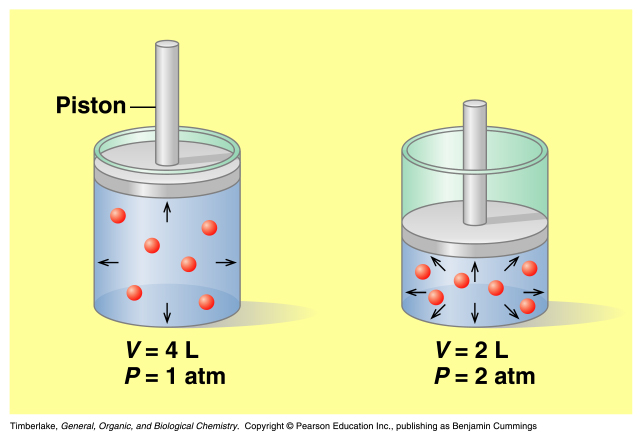 Piston
V = 4 L
P = 1 atm
V = 2 L
P = 2 atm
Timberlake, General, Organic, and Biological Chemistry. Copyright © Pearson Education Inc., publishing as Benjamin Cummings